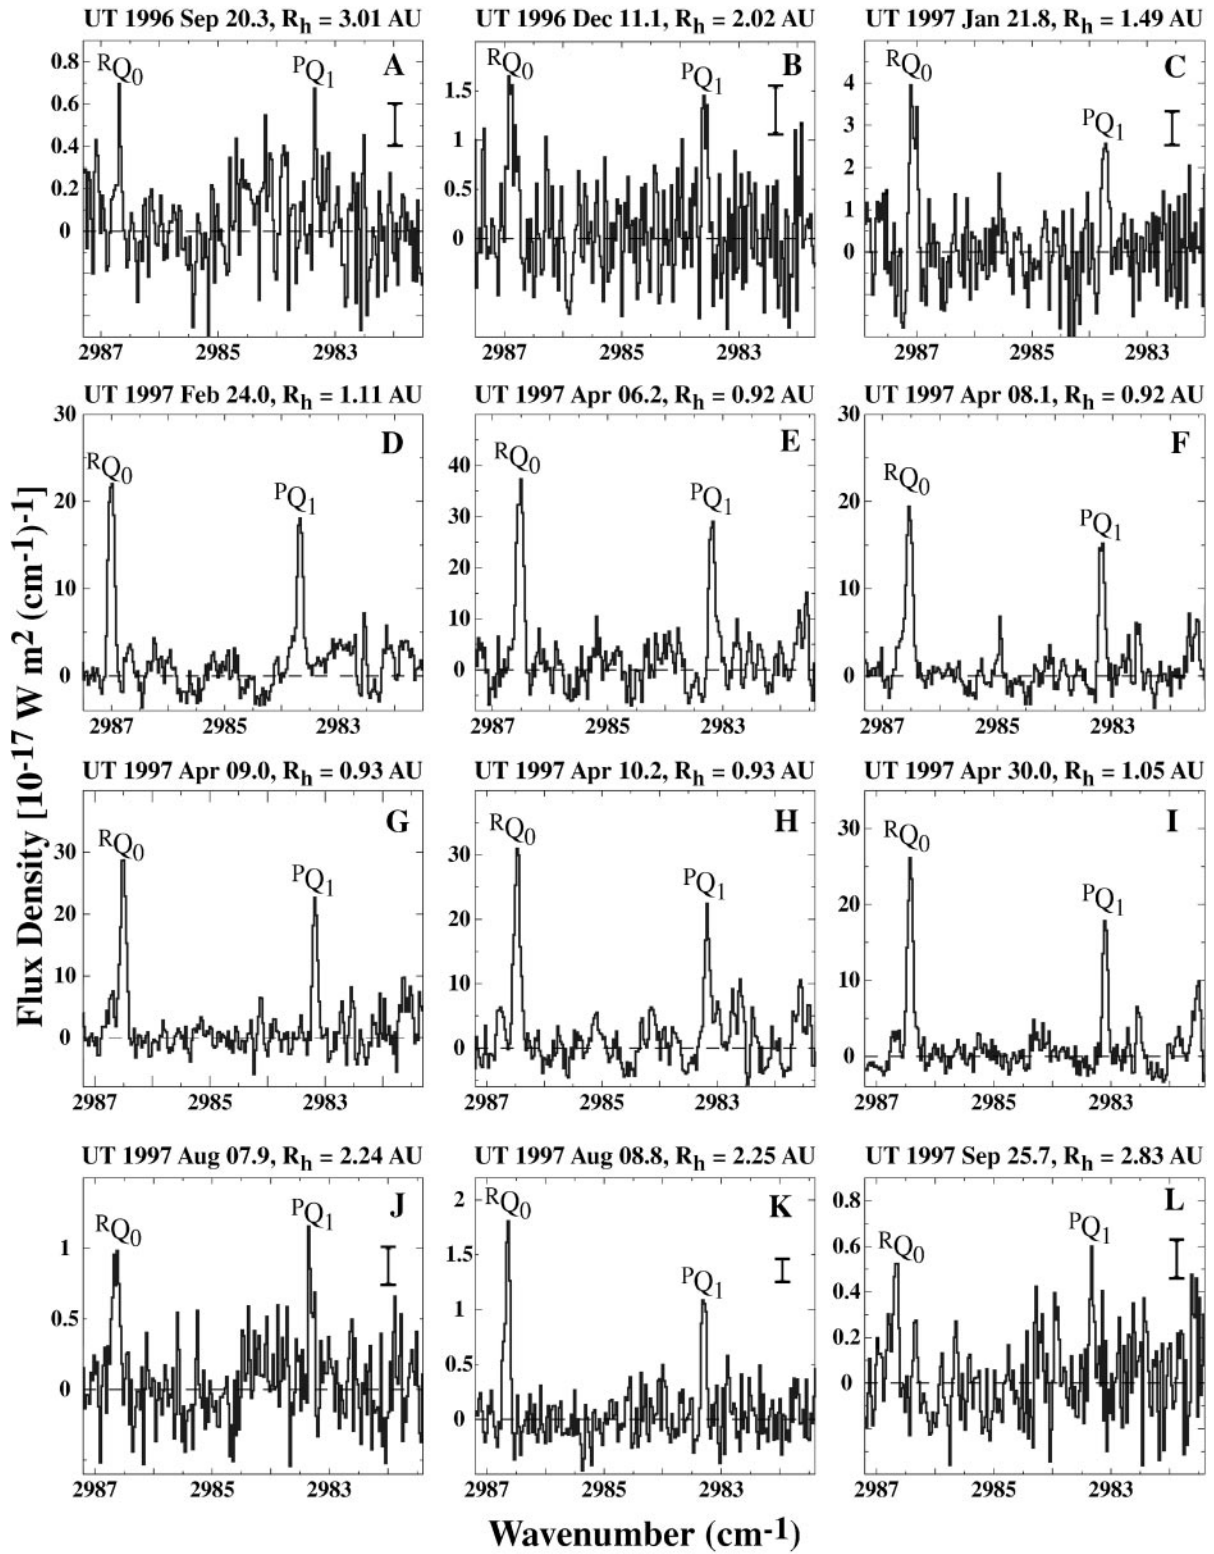 UT 1996 Sep 20.3, Rh = 3.01 AU
0.8
0.6
0.4
0.2
0
RQ0
PQ1
A
2987
2985
2983
UT 1996 Dec 11.1, Rh = 2.02 AU
1.5
1
0.5
0
RQ0
PQ1
B
2987
2985
2983
UT 1997 Jan 21.8, Rh = 1.49 AU
4
3
2
1
0
-1
RQ0
PQ1
C
2987
2985
2983
UT 1997 Feb 24.0, Rh = 1.11 AU
30
20
10
0
RQ0
PQ1
D
2987
2985
2983
UT 1997 Apr 06.2, Rh = 0.92 AU
40
30
20
10
0
RQ0
PQ1
E
2987
2985
2983
UT 1997 Apr 08.1, Rh = 0.92 AU
30
20
10
0
RQ0
PQ1
F
2987
2985
2983
UT 1997 Apr 09.0, Rh = 0.93 AU
30
20
10
0
RQ0
PQ1
G
2987
2985
2983
UT 1997 Apr 10.2, Rh = 0.93 AU
30
20
10
0
RQ0
PQ1
H
2987
2985
2983
UT 1997 Apr 30.0, Rh = 1.05 AU
30
20
10
0
RQ0
PQ1
I
2987
2985
2983
UT 1997 Aug 07.9, Rh = 2.24 AU
1
0.5
0
RQ0
PQ1
J
2987
2985
2983
UT 1997 Aug 08.8, Rh = 2.25 AU
2
1.5
1
0.5
0
RQ0
PQ1
K
2987
2985
2983
UT 1997 Sep 25.7, Rh = 2.83 AU
0.8
0.6
0.4
0.2
0
RQ0
PQ1
L
2987
2985
2983
Flux Density [10-17 W m2 (cm-1)-1]
Wavenumber (cm-1)